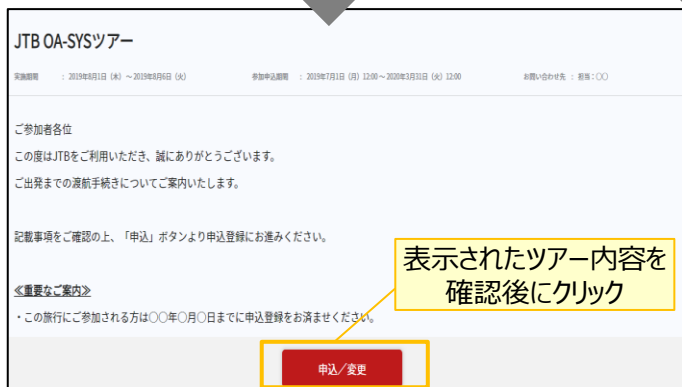 JTB OA-SYSツアー
実施期間 : 2019年8月1日（木）～2019年8月6日（火） 参加申込期間 : 2019年7月1日（月）12:00～2020年3月31日（火）12:00 お問い合わせ先 : 担当：〇〇
ご参加者各位
この度はJTBをご利用いただき、誠にありがとうございます。
ご出発までの渡航手続きについてご案内いたします。
記載事項をご確認の上、「申込」ボタンより申込登録にお進みください。
表示されたツアー内容を
確認後にクリック
≪重要なご案内≫
・この旅行にご参加される方は〇〇年〇月〇日までに申込登録をお済ませください。
申込／変更